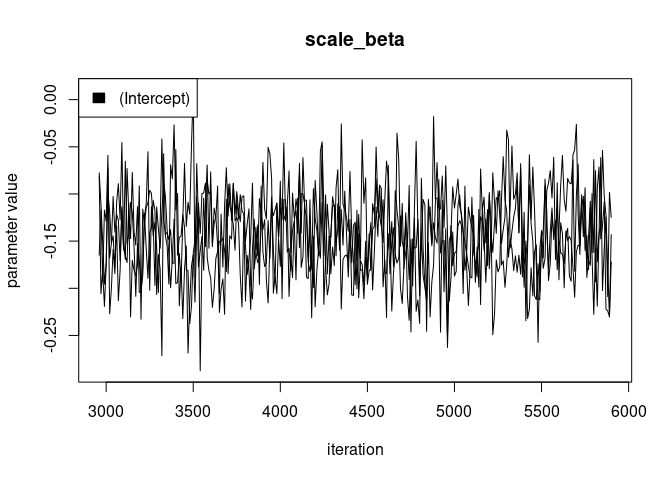 scale_beta
(Intercept)
parameter value
0.00
-0.05
-0.15
-0.25
3000 3500 4000 4500 5000 5500 6000
iteration